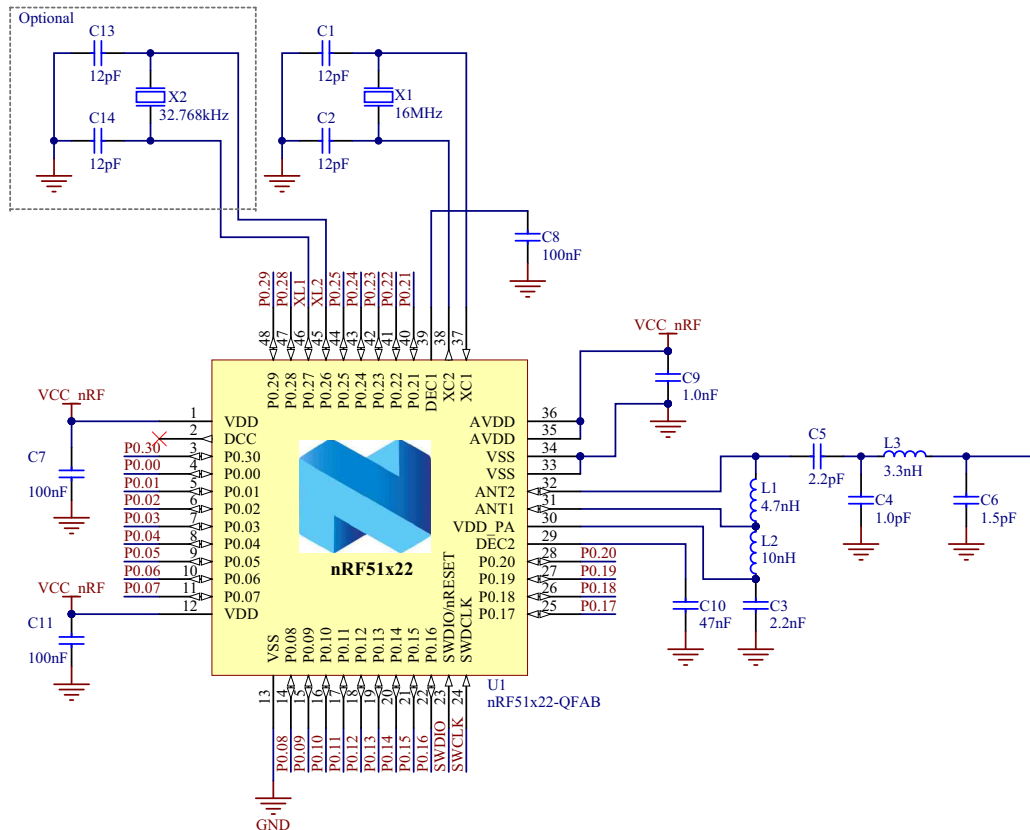 Optional
C13
12pF
X2
32.768kHz
C14
12pF
C1
12pF
X1
16MHz
C2
12pF
C8
100nF
P0.29
P0.28
XL1
XL2
P0.25
P0.24
P0.23
P0.22
P0.21
48
47
46
45
44
43
42
41
40
39
38
37
P0.29
P0.28
P0.27
P0.26
P0.25
P0.24
P0.23
P0.22
P0.21
DEC1
XC2
XC1
VCC_nRF
C7
100nF
VCC_nRF
C11
100nF
P0.30
P0.00
P0.01
P0.02
P0.03
P0.04
P0.05
P0.06
P0.07
1
2
3
4
5
6
7
8
9
10
11
12
VDD
DCC
P0.30
P0.00
P0.01
P0.02
P0.03
P0.04
P0.05
P0.06
P0.07
VDD
nRF51x22
AVDD
AVDD
VSS
VSS
ANT2
ANT1
VDD_PA
DEC2
P0.20
P0.19
P0.18
P0.17
36
35
34
33
32
31
30
29
28
27
26
25
P0.20
P0.19
P0.18
P0.17
VCC_nRF
C9
1.0nF
C5
2.2pF
L3
3.3nH
L1
4.7nH
C4
1.0pF
C6
1.5pF
L2
10nH
C10
47nF
C3
2.2nF
VSS
P0.08
P0.09
P0.10
P0.11
P0.12
P0.13
P0.14
P0.15
P0.16
SWDIO/nRESET
SWDCLK
U1
nRF51x22-QFAB
13
14
15
16
17
18
19
20
21
22
23
24
P0.08
P0.09
P0.10
P0.11
P0.12
P0.13
P0.14
P0.15
P0.16
SWDIO
SWCLK
GND